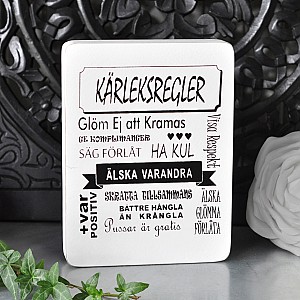 KÄRLEKSREGLER
Glöm Ej att Kramas
GE KOMPLIMANGER
SÄG FÖRLÅT HA KUL
Visa Respekt
ÄLSKA VARANDRA
+var
POSITIV
SKRATTA TILLSAMMANS
BÄTTRE HÅNGLA
ÄN KRÅNGLA
Pussar är gratis
ÄLSKA
GLÖMMA
FÖRLÅTA